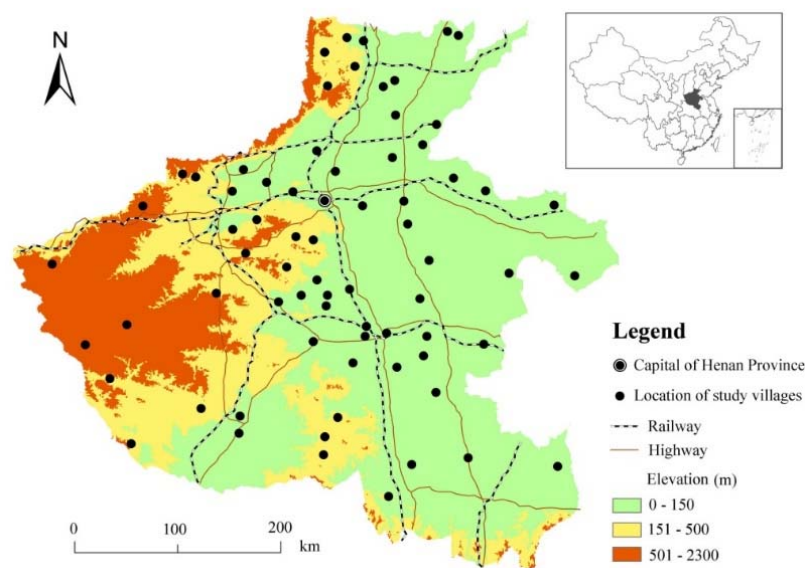 N
Legend
Capital of Henan Province
Location of study villages
Railway
Highway
Elevation (m)
0 - 150
151 - 500
501 - 2300
0 100 200
km